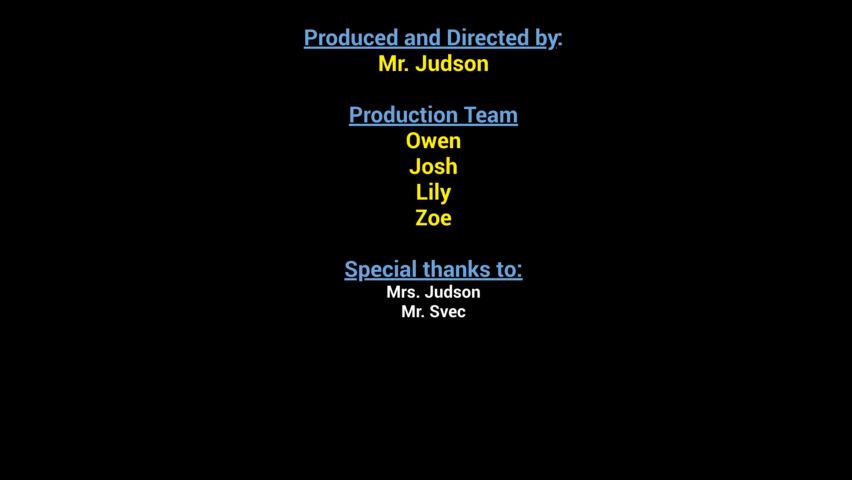 Produced and Directed by:
Mr. Judson
Production Team
Owen
Josh
Lily
Zoe
Special thanks to:
Mrs. Judson
Mr. Svec